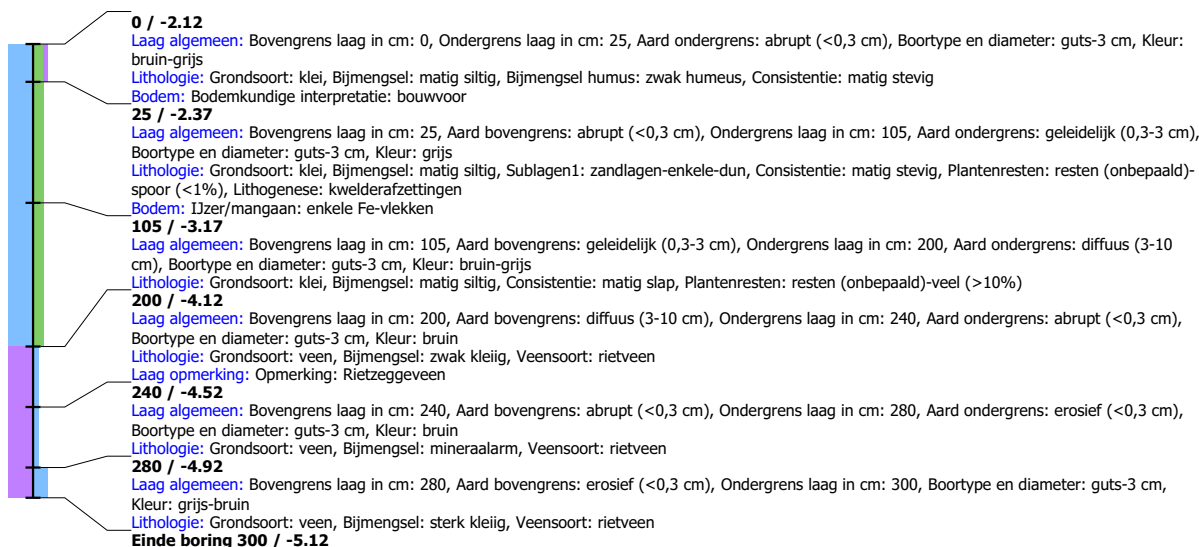 0 / -2.12
Laag algemeen: Bovengrens laag in cm: 0, Ondergrens laag in cm: 25, Aard ondergrens: abrupt (<0,3 cm), Boortype en diameter: guts-3 cm, Kleur:
bruin-grijs
Lithologie: Grondsoort: klei, Bijmengsel: matig siltig, Bijmengsel humus: zwak humeus, Consistentie: matig stevig
Bodem: Bodemkundige interpretatie: bouwvoor
25 / -2.37
Laag algemeen: Bovengrens laag in cm: 25, Aard bovengrens: abrupt (<0,3 cm), Ondergrens laag in cm: 105, Aard ondergrens: geleidelijk (0,3-3 cm),
Boortype en diameter: guts-3 cm, Kleur: grijs
Lithologie: Grondsoort: klei, Bijmengsel: matig siltig, Sublagen1: zandlagen-enkele-dun, Consistentie: matig stevig, Plantenresten: resten (onbepaald)-
spoor (<1%), Lithogenese: kwelderafzettingen
Bodem: IJzer/mangaan: enkele Fe-vlekken
105 / -3.17
Laag algemeen: Bovengrens laag in cm: 105, Aard bovengrens: geleidelijk (0,3-3 cm), Ondergrens laag in cm: 200, Aard ondergrens: diffuus (3-10
cm), Boortype en diameter: guts-3 cm, Kleur: bruin-grijs
Lithologie: Grondsoort: klei, Bijmengsel: matig siltig, Consistentie: matig slap, Plantenresten: resten (onbepaald)-veel (>10%)
200 / -4.12
Laag algemeen: Bovengrens laag in cm: 200, Aard bovengrens: diffuus (3-10 cm), Ondergrens laag in cm: 240, Aard ondergrens: abrupt (<0,3 cm),
Boortype en diameter: guts-3 cm, Kleur: bruin
Lithologie: Grondsoort: veen, Bijmengsel: zwak kleiig, Veensoort: rietveen
Laag opmerking: Opmerking: Rietzeggeveen
240 / -4.52
Laag algemeen: Bovengrens laag in cm: 240, Aard bovengrens: abrupt (<0,3 cm), Ondergrens laag in cm: 280, Aard ondergrens: erosief (<0,3 cm),
Boortype en diameter: guts-3 cm, Kleur: bruin
Lithologie: Grondsoort: veen, Bijmengsel: mineraalarm, Veensoort: rietveen
280 / -4.92
Laag algemeen: Bovengrens laag in cm: 280, Aard bovengrens: erosief (<0,3 cm), Ondergrens laag in cm: 300, Boortype en diameter: guts-3 cm,
Kleur: grijs-bruin
Lithologie: Grondsoort: veen, Bijmengsel: sterk kleiig, Veensoort: rietveen
Einde boring 300 / -5.12